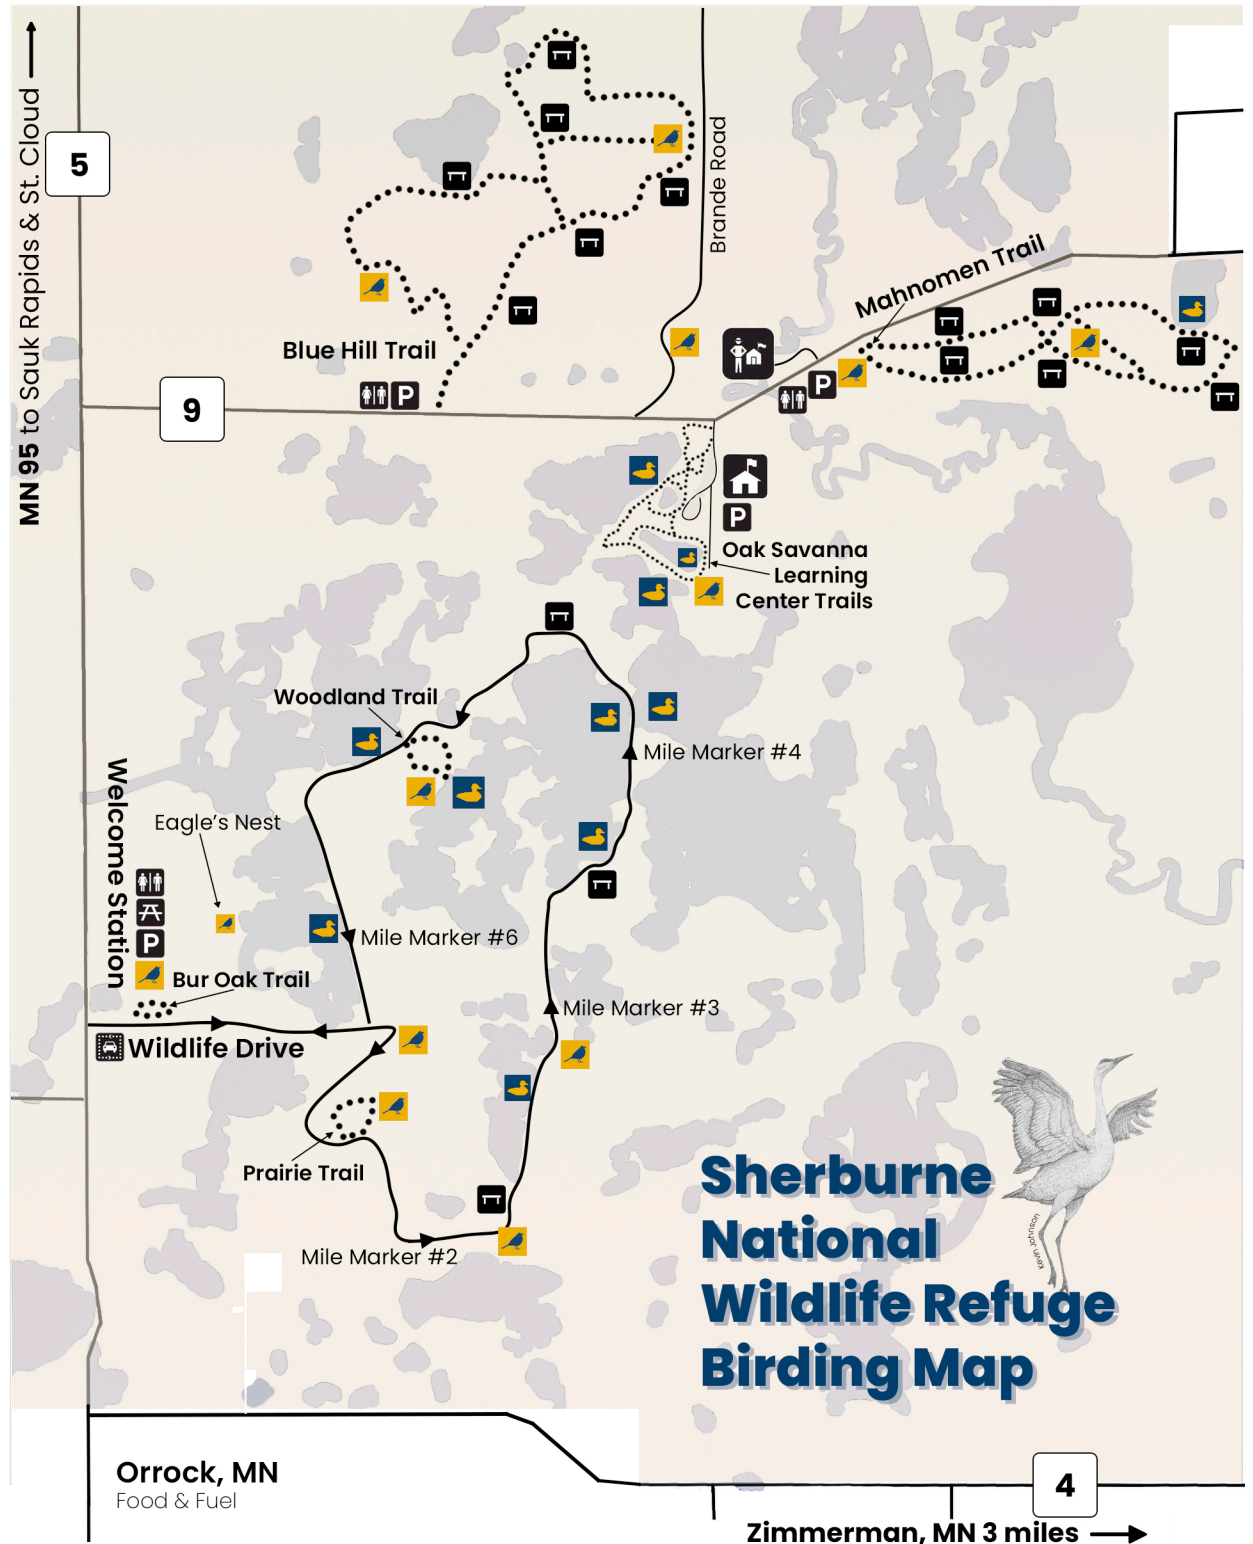 MN 95 to Sauk Rapids & St. Cloud
5
Brande Road
Mahnomen Trail
Blue Hill Trail
P
9
P
P
Oak Savanna
Learning
Center Trails
Woodland Trail
Mile Marker #4
Welcome Station
Eagle's Nest
P
Mile Marker #6
Bur Oak Trail
Mile Marker #3
Wildlife Drive
Prairie Trail
Mile Marker #2
Kevin Johnson
Sherburne
National
Wildlife Refuge
Birding Map
Orrock, MN
Food & Fuel
4
Zimmerman, MN 3 miles